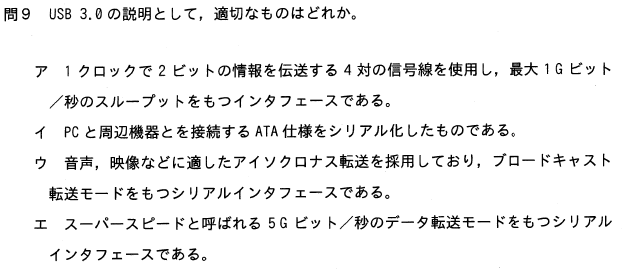 問9　USB 3.0の説明として，適切なものはどれか。
ア　1クロックで2ビットの情報を伝送する4対の信号線を使用し，最大1Gビット
／秒のスループットをもつインタフェースである。
イ　PCと周辺機器とを接続するATA仕様をシリアル化したものである。
ウ　音声，映像などに適したアイソクロナス転送を採用しており，ブロードキャスト
転送モードをもつシリアルインタフェースである。
エ　スーパースピードと呼ばれる5Gビット／秒のデータ転送モードをもつシリアル
インタフェースである。